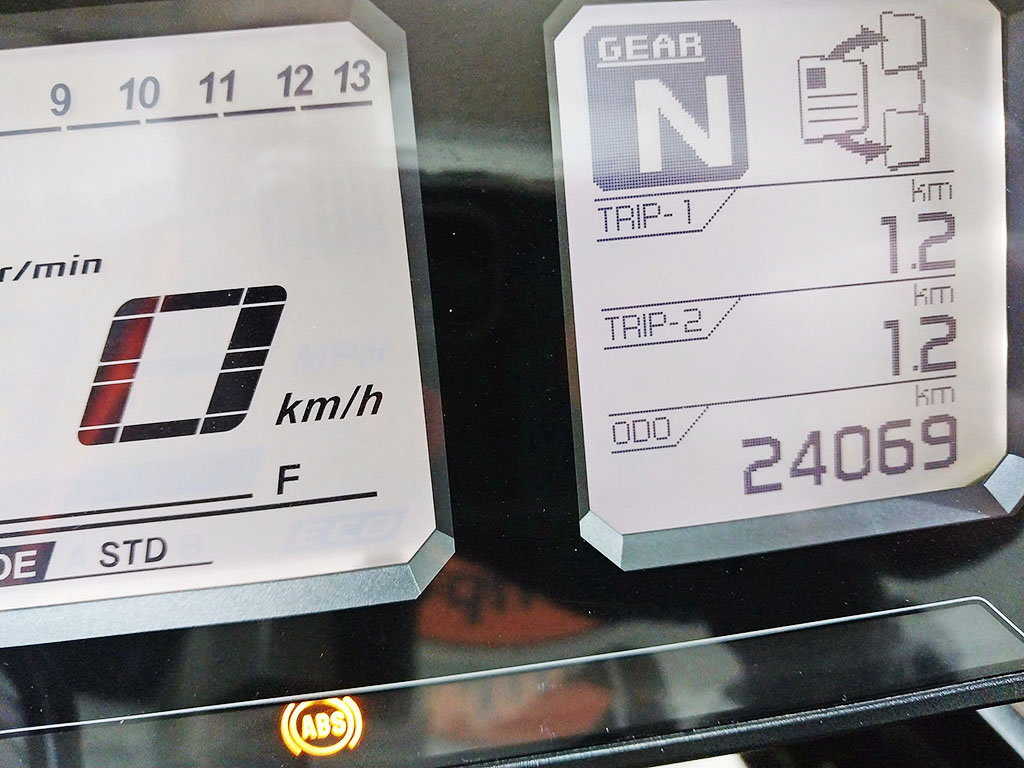 9 10 11 12 13
r/min
0 km/h
F
DE STD
GEAR
N
km
TRIP-1 1.2
km
TRIP-2 1.2
km
ODO 24069
ABS